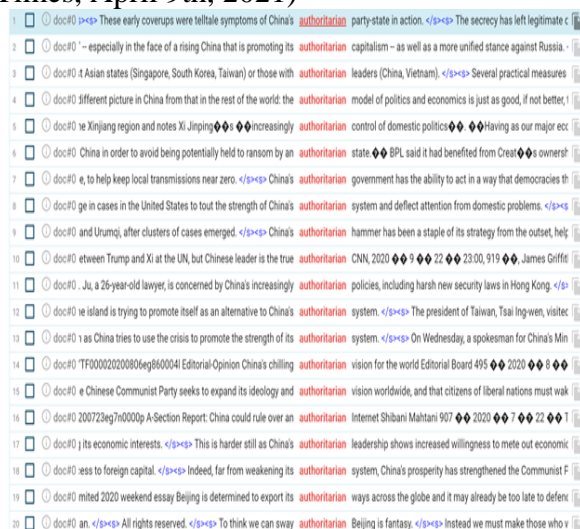 Times, April 9th, 2021)
1 doc#0 ></s><s> These early coverups were telltale symptoms of China's authoritarian party-state in action. </s><s> The secrecy has left legitimate
2 doc#0 – especially in the face of a rising China that is promoting its authoritarian capitalism – as well as a more unified stance against Russia. -
3 doc#0 Asian states (Singapore, South Korea, Taiwan) or those with authoritarian leaders (China, Vietnam). </s><s> Several practical measures
4 doc#0 different picture in China from that in the rest of the world: the authoritarian model of politics and economics is just as good, if not better,
5 doc#0 Xinjiang region and notes Xi Jinping��s ��increasingly authoritarian control of domestic politics��. ��Having as our major
6 doc#0 China in order to avoid being potentially held to ransom by an authoritarian state.�� BPL said it had benefited from Creat��s
7 doc#0 e, to help keep local transmissions near zero. </s><s> China's authoritarian government has the ability to act in a way that democracies
8 doc#0 ge in cases in the United States to tout the strength of China's authoritarian system and deflect attention from domestic problems. </s><s
9 doc#0 and Urumqi, after clusters of cases emerged. </s><s> China's authoritarian hammer has been a staple of its strategy from the outset,
10 doc#0 etween Trump and Xi at the UN, but Chinese leader is the true authoritarian CNN, 2020 �� 9 �� 22 �� 23:00, 919 ��, James
11 doc#0 . Ju, a 26-year-old lawyer, is concerned by China's increasingly authoritarian policies, including harsh new security laws in Hong Kong. </s>
12 doc#0 e island is trying to promote itself as an alternative to China's authoritarian system. </s><s> The president of Taiwan, Tsai Ing-wen,
13 doc#0 as China tries to use the crisis to promote the strength of its authoritarian system. </s><s> On Wednesday, a spokesman for China's Min
14 doc#0 'TF000020200806eg860004l Editorial-Opinion China's chilling authoritarian vision for the world Editorial Board 495 �� 2020 �� 8 ��
15 doc#0 e Chinese Communist Party seeks to expand its ideology and authoritarian vision worldwide, and that citizens of liberal nations must wak
16 doc#0 200723eg7n0000p A-Section Report: China could rule over an authoritarian Internet Shibani Mahtani 907 �� 2020 �� 7 �� 22 ��
17 doc#0 its economic interests. </s><s> This is harder still as China's authoritarian leadership shows increased willingness to mete out economic
18 doc#0 ess to foreign capital. </s><s> Indeed, far from weakening its authoritarian system, China's prosperity has strengthened the Communist
19 doc#0 mited 2020 weekend essay Beijing is determined to export its authoritarian ways across the globe and it may already be too late to
20 doc#0 an. </s><s> All rights reserved. </s><s> To think we can sway authoritarian Beijing is fantasy. </s><s> Instead we must make those who